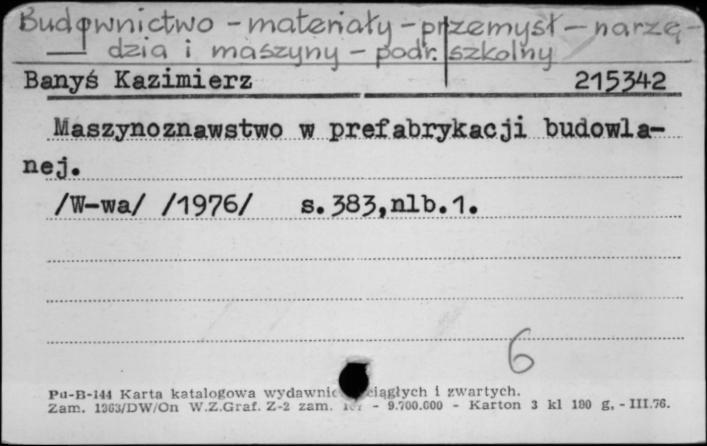 Budownictwo - materiały - przemysł - narzę-
dzia i maszyny - podr. szkolny
Banyś Kazimierz 215342
Maszynoznawstwo w prefabrykacji budowla-
nej.
/W-wa/ /1976/ s.383,nlb.1.
6
Pu-B-144 Karta katalogowa wydawnic ciągłych i zwartych.
Zam. 1263/DW/On W.Z.Graf. Z-2 zam. - 9.700.000 - Karton 3 kl 180 g. - III.76.